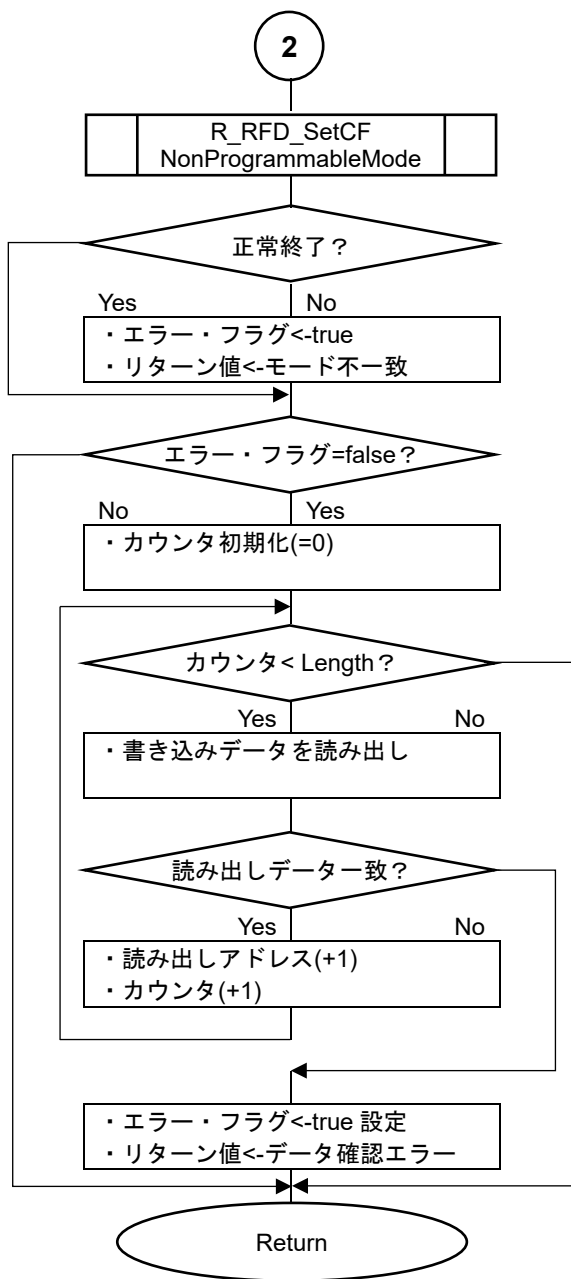 2
R_RFD_SetCF
NonProgrammableMode
正常終了？
Yes No
・エラー・フラグ<-true
・リターン値<-モード不一致
エラー・フラグ=false？
No Yes
・カウンタ初期化(=0)
カウンタ< Length？
Yes No
・書き込みデータを読み出し
読み出しデータ一致？
Yes No
・読み出しアドレス(+1)
・カウンタ(+1)
・エラー・フラグ<-true 設定
・リターン値<-データ確認エラー
Return